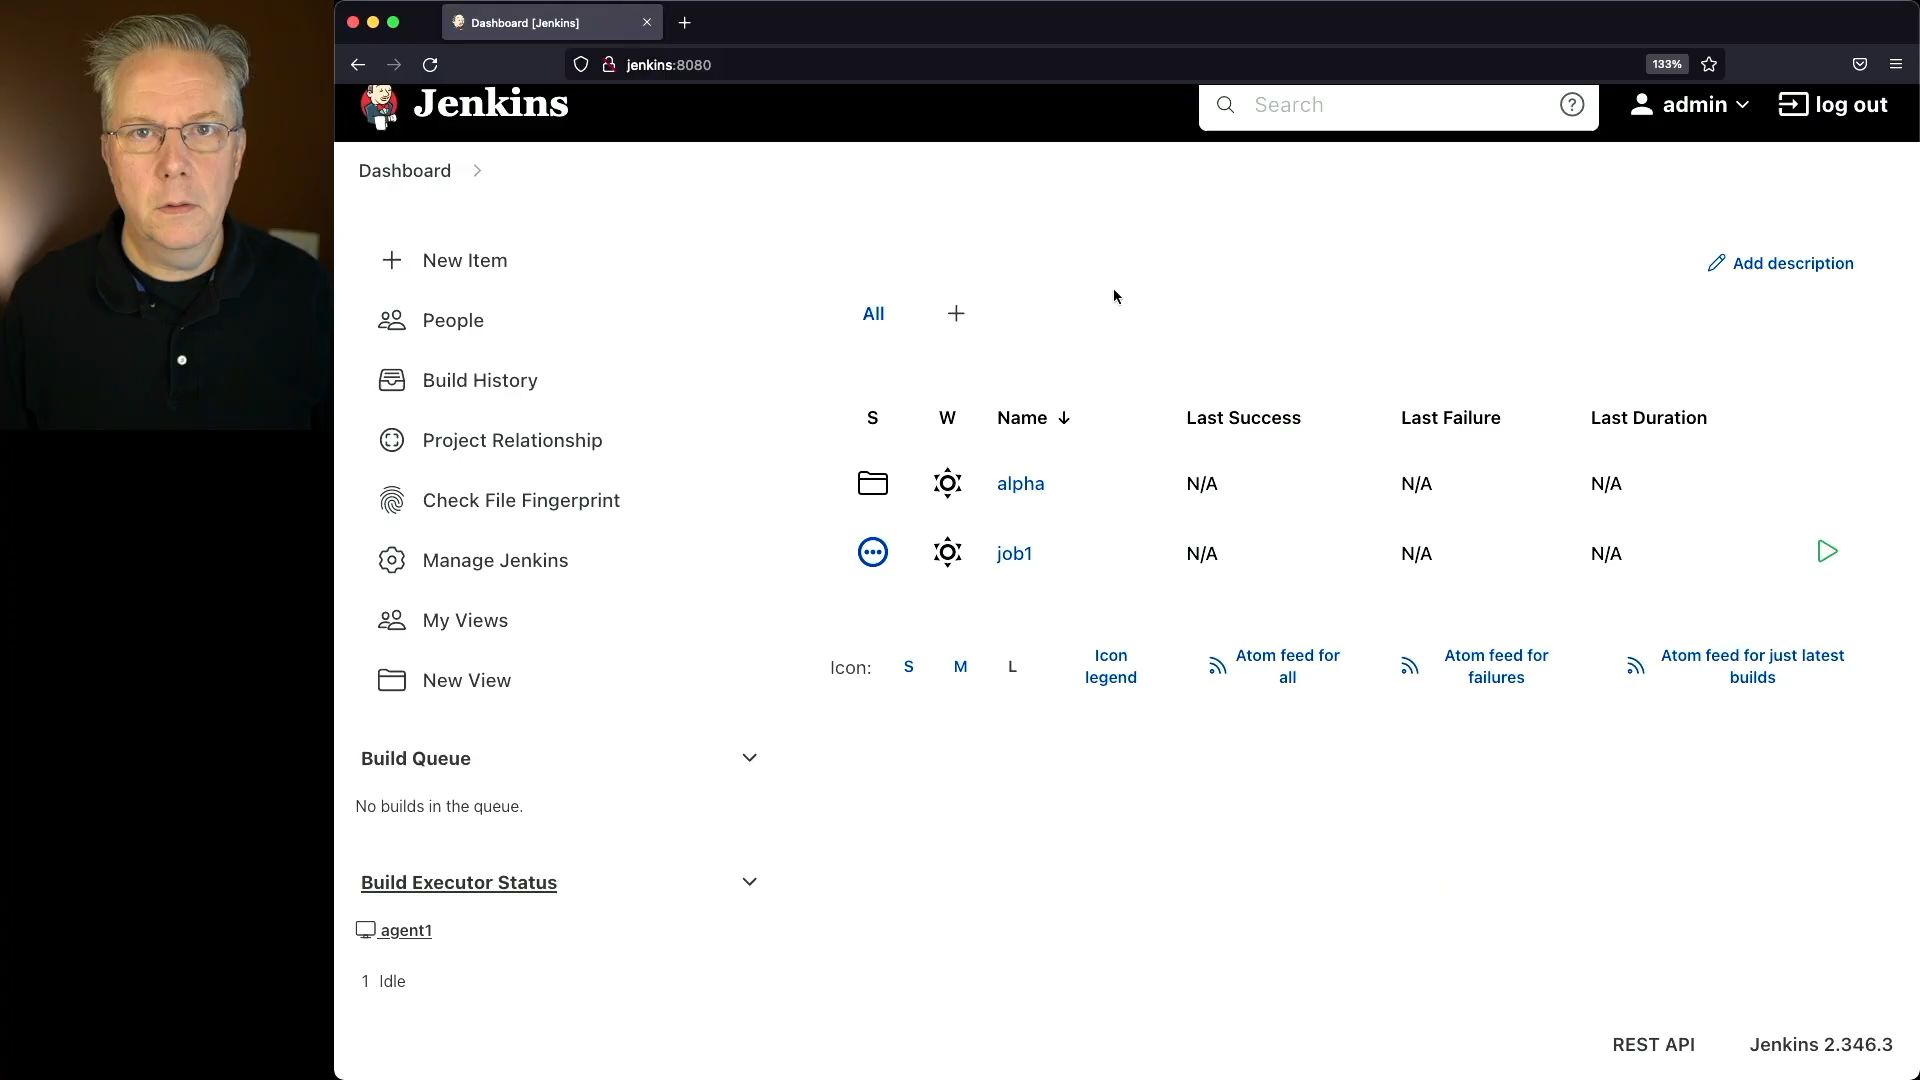 Dashboard [Jenkins]
jenkins:8080
133%
Jenkins
Search
admin
log out
Dashboard
New Item
People
Build History
Project Relationship
Check File Fingerprint
Manage Jenkins
My Views
New View
Add description
All
S W Name ↓ Last Success Last Failure Last Duration
alpha N/A N/A N/A
job1 N/A N/A N/A
Icon: S M L
Icon
legend
Atom feed for
all
Atom feed for
failures
Atom feed for just latest
builds
Build Queue
No builds in the queue.
Build Executor Status
agent1
1 Idle
REST API
Jenkins 2.346.3